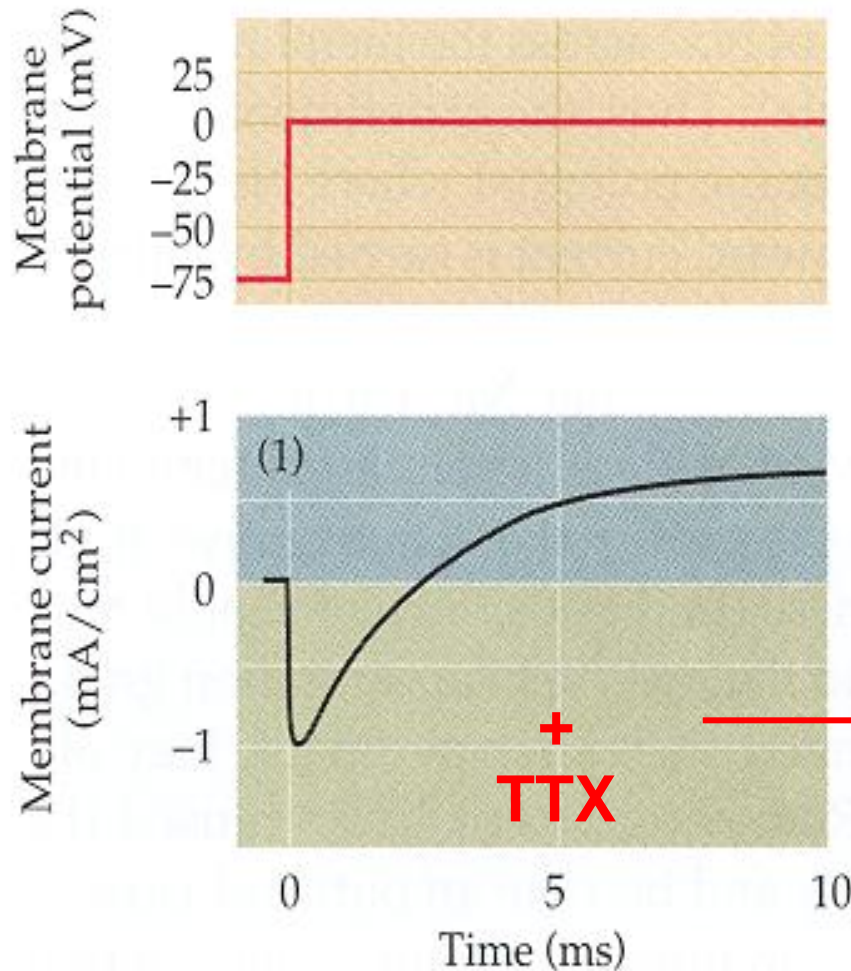 Membrane
potential (mV)
25
0
–25
–50
–75
Membrane current
(mA/cm²)
+1
0
–1
(1)
+
TTX
0 5 10
Time (ms)